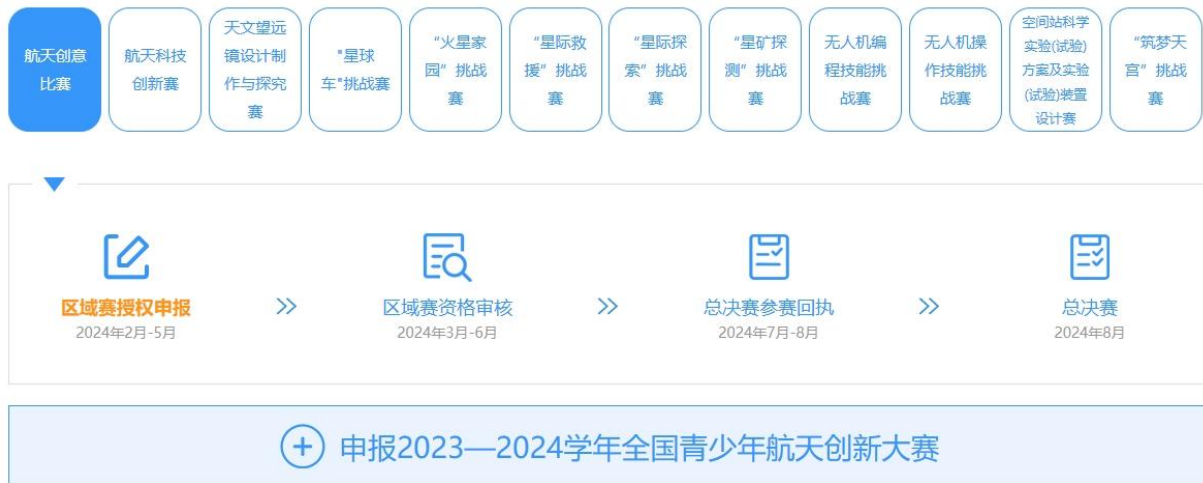 航天创意
比赛
航天科技
创新赛
天文望远
镜设计制
作与探究
赛
"星球
车"挑战赛
“火星家
园”挑战
赛
“星际救
援”挑战
赛
“星际探
索”挑战
赛
“星矿探
测”挑战
赛
无人机编
程技能挑
战赛
无人机操
作技能挑
战赛
空间站科学
实验(试验)
方案及实验
(试验)装置
设计赛
“筑梦天
宫”挑战
赛
区域赛授权申报
2024年2月-5月
区域赛资格审核
2024年3月-6月
总决赛参赛回执
2024年7月-8月
总决赛
2024年8月
申报2023—2024学年全国青少年航天创新大赛